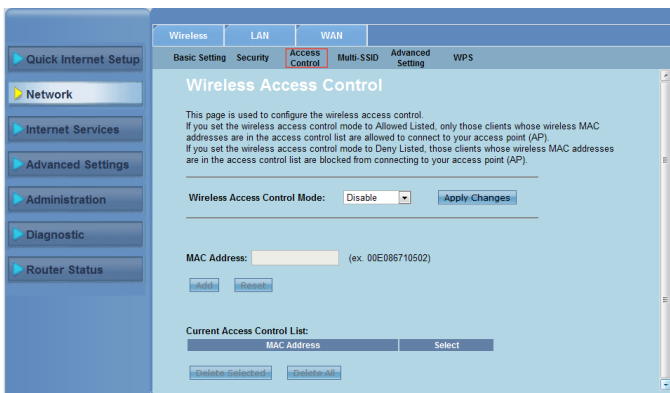 Wireless LAN WAN
Basic Setting Security Access Control Multi-SSID Advanced Setting WPS
Quick Internet Setup
Network
Internet Services
Advanced Settings
Administration
Diagnostic
Router Status
Wireless Access Control
This page is used to configure the wireless access control.
If you set the wireless access control mode to Allowed Listed, only those clients whose wireless MAC
addresses are in the access control list are allowed to connect to your access point (AP).
If you set the wireless access control mode to Deny Listed, those clients whose wireless MAC addresses
are in the access control list are blocked from connecting to your access point (AP).
Wireless Access Control Mode: Disable Apply Changes
MAC Address: (ex. 00E086710502)
Add Reset
Current Access Control List:
MAC Address Select
Delete Selected Delete All